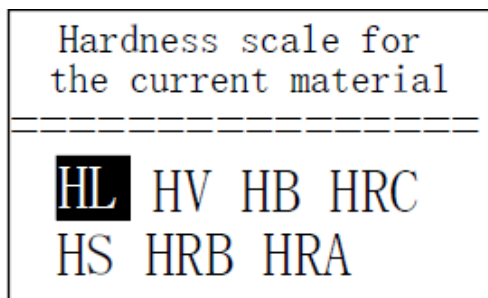 Hardness scale for
the current material
==================
HL HV HB HRC
HS HRB HRA